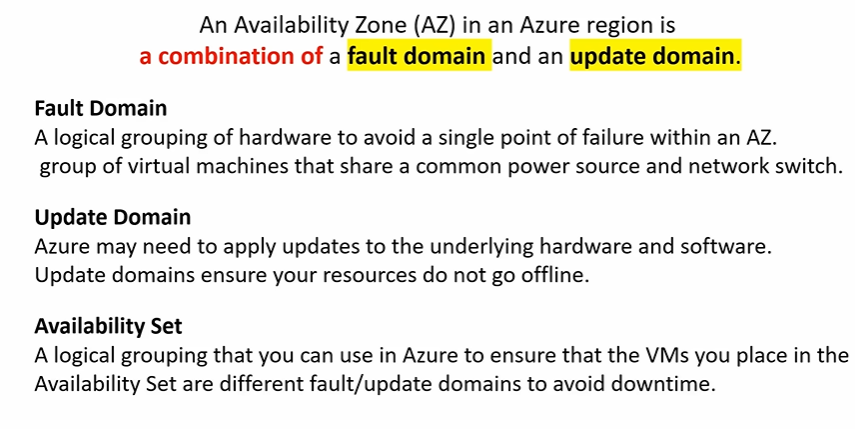 An Availability Zone (AZ) in an Azure region is
a combination of a fault domain and an update domain.
Fault Domain
A logical grouping of hardware to avoid a single point of failure within an AZ.
group of virtual machines that share a common power source and network switch.
Update Domain
Azure may need to apply updates to the underlying hardware and software.
Update domains ensure your resources do not go offline.
Availability Set
A logical grouping that you can use in Azure to ensure that the VMs you place in the
Availability Set are different fault/update domains to avoid downtime.